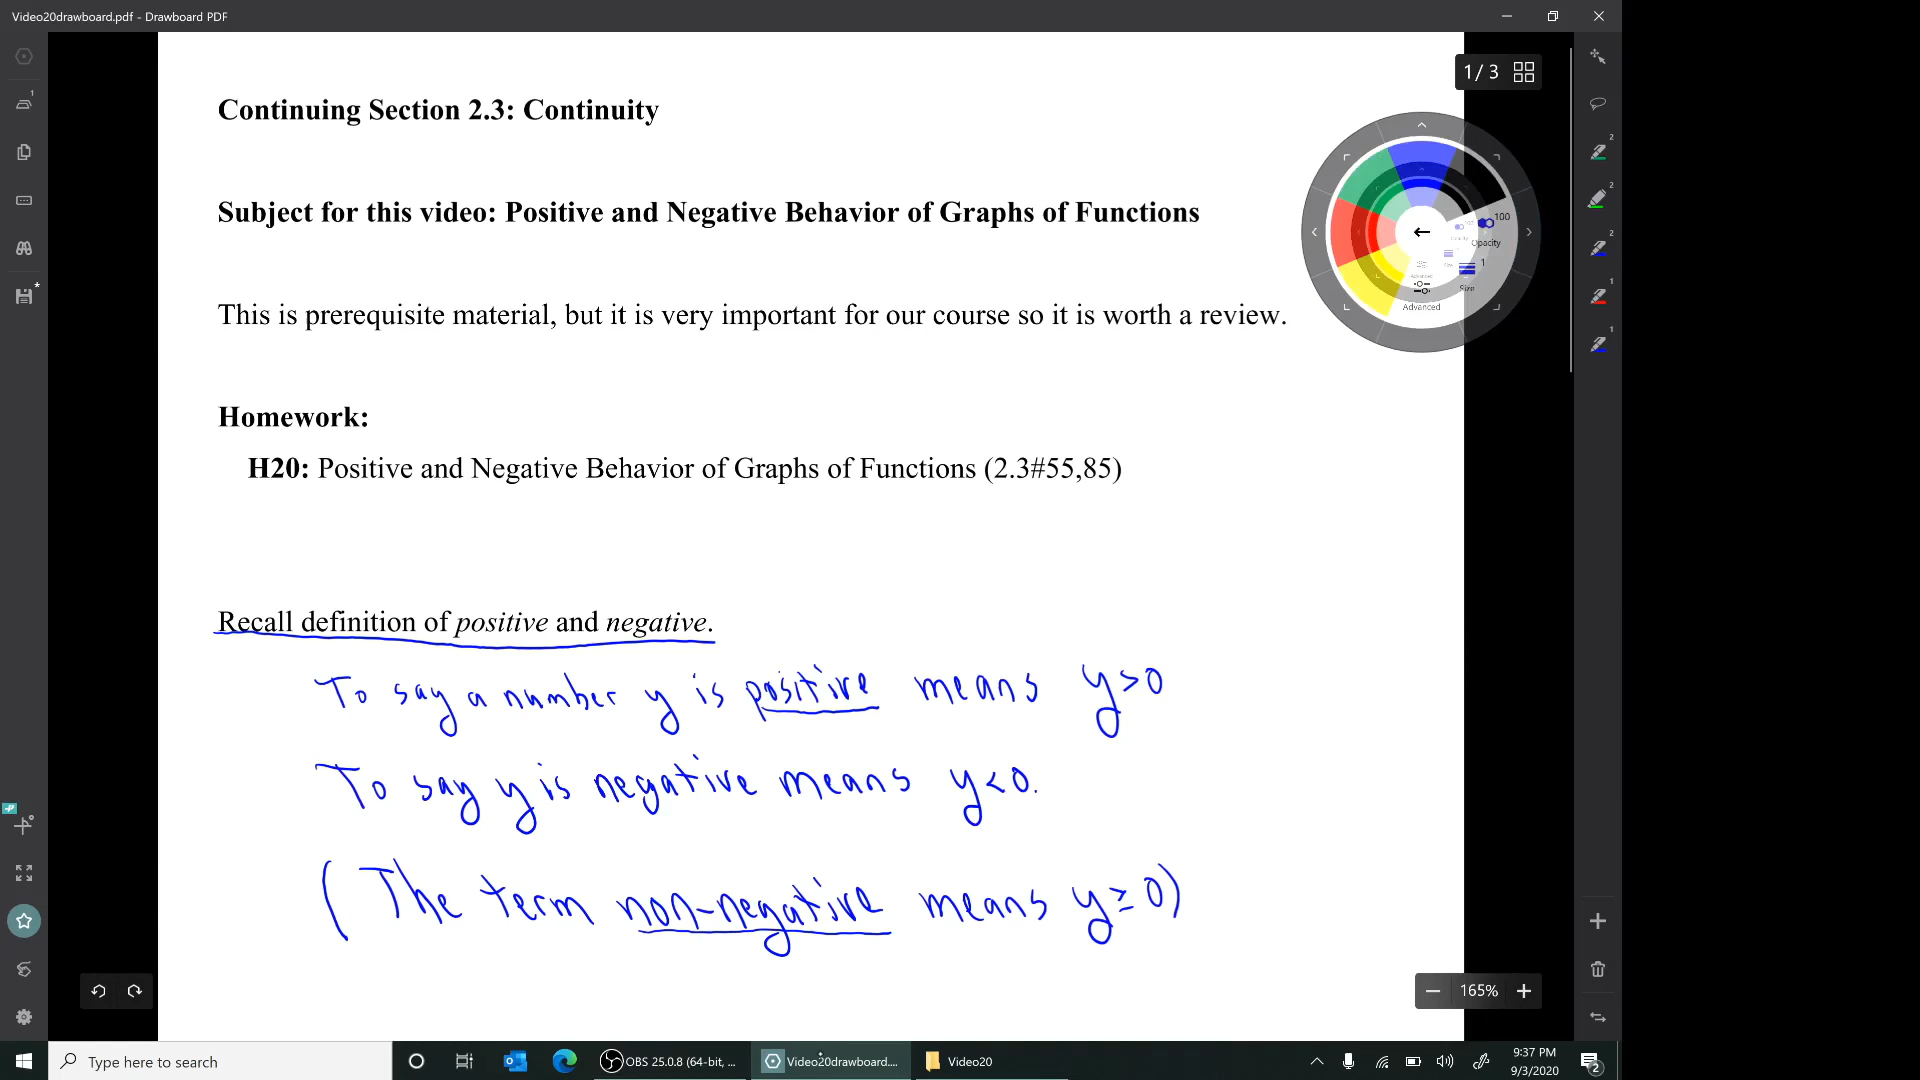 Video20drawboard.pdf - Drawboard PDF
1 / 3
Continuing Section 2.3: Continuity
Subject for this video: Positive and Negative Behavior of Graphs of Functions
100
Opacity
1
Size
Advanced
This is prerequisite material, but it is very important for our course so it is worth a review.
Homework:
H20: Positive and Negative Behavior of Graphs of Functions (2.3#55,85)
Recall definition of positive and negative.
To say a number y is positive means y>0
To say y is negative means y<0.
(The term non-negative means y≥0)
165%
Type here to search
OBS 25.0.8 (64-bit, ...
Video20drawboard....
Video20
9:37 PM
9/3/2020
2